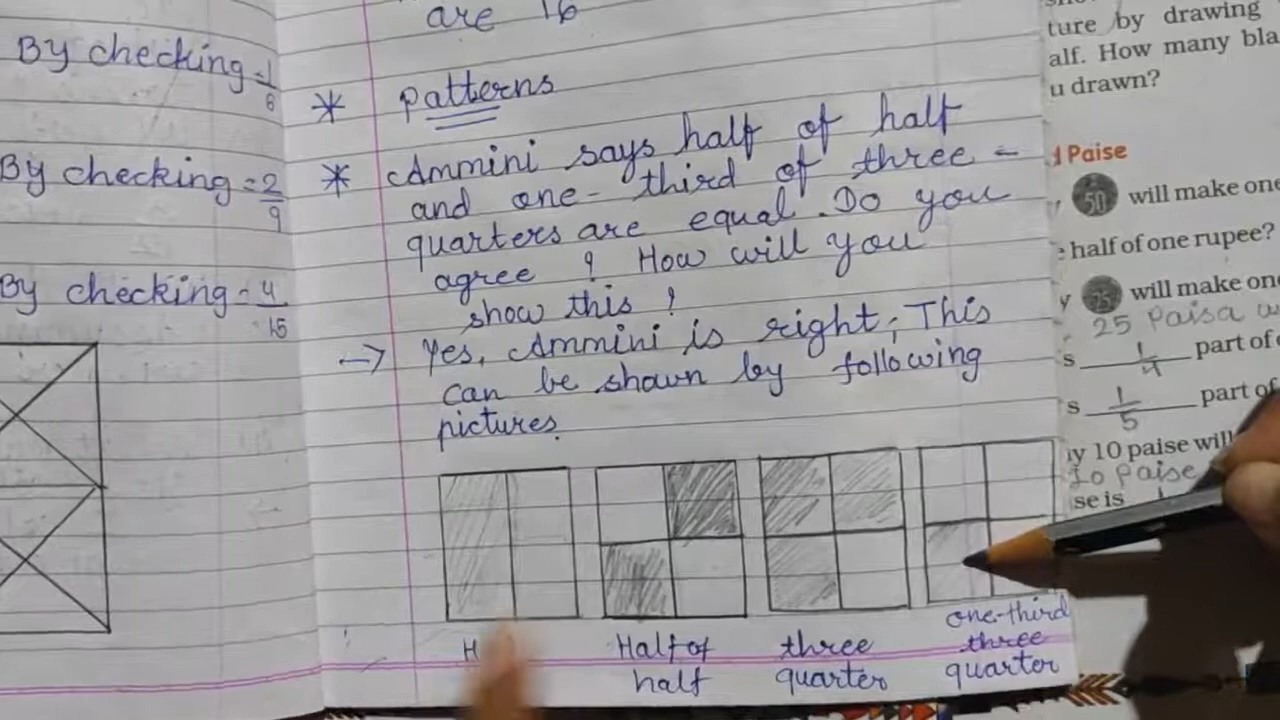 are 16
By checking = 1/6
By checking = 2/9
By checking = 4/15
* Patterns
* Ammini says half of half
and one-third of three-
quarters are equal. Do you
agree ? How will you
show this ?
→ Yes, Ammini is right, This
can be shown by following
pictures.
Half of
half
three
quarter
one-third
three
quarter
ture by drawing
alf. How many bla
u drawn?
d Paise
50 will make one
half of one rupee?
y 25 will make one
25 Paisa
s 1/4 part of
s 1/5 part of
ny 10 paise will
10 Paise
se is